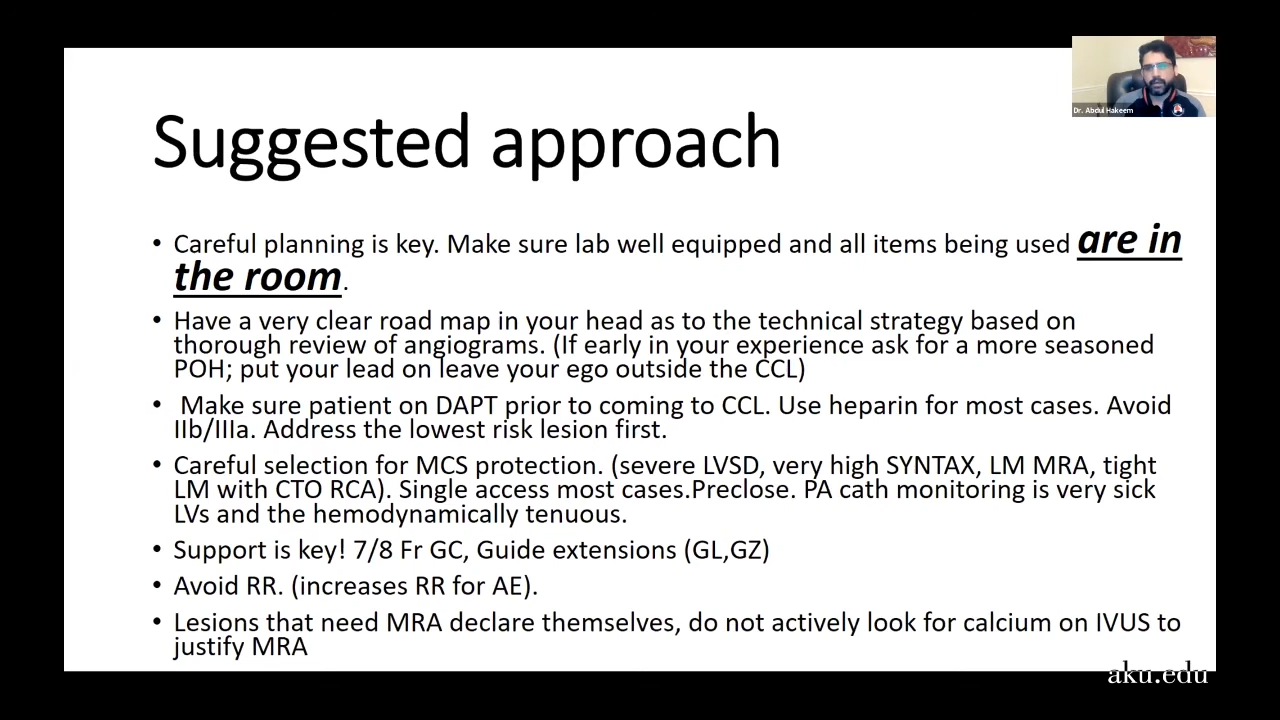 Dr. Abdul Hakeem
Suggested approach
• Careful planning is key. Make sure lab well equipped and all items being used are in
the room.
• Have a very clear road map in your head as to the technical strategy based on
thorough review of angiograms. (If early in your experience ask for a more seasoned
POH; put your lead on leave your ego outside the CCL)
• Make sure patient on DAPT prior to coming to CCL. Use heparin for most cases. Avoid
IIb/IIIa. Address the lowest risk lesion first.
• Careful selection for MCS protection. (severe LVSD, very high SYNTAX, LM MRA, tight
LM with CTO RCA). Single access most cases.Preclose. PA cath monitoring is very sick
LVs and the hemodynamically tenuous.
• Support is key! 7/8 Fr GC, Guide extensions (GL,GZ)
• Avoid RR. (increases RR for AE).
• Lesions that need MRA declare themselves, do not actively look for calcium on IVUS to
justify MRA
aku.edu